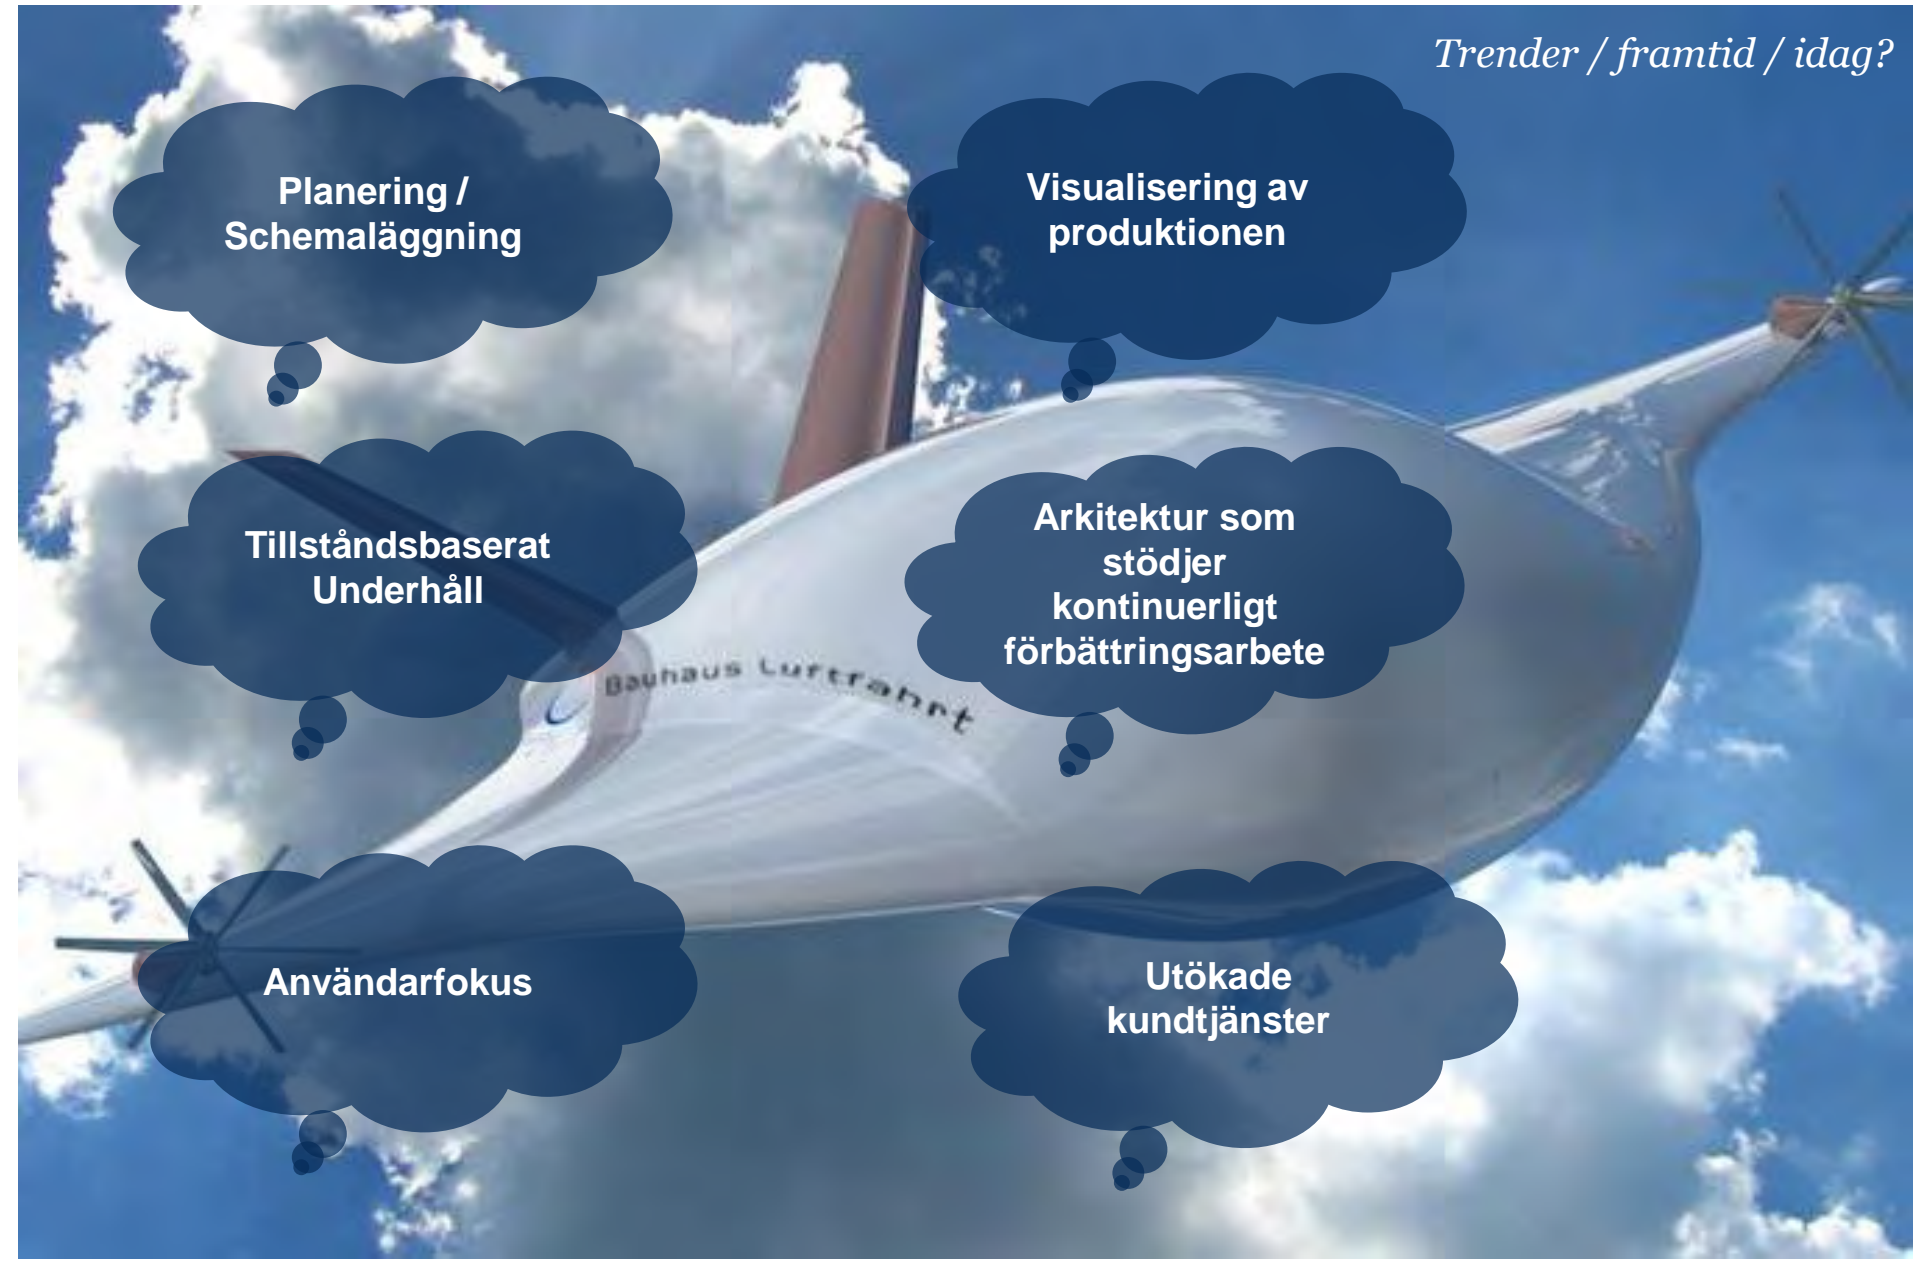 Trender / framtid / idag?
Planering /
Schemaläggning
Visualisering av
produktionen
Tillståndsbaserat
Underhåll
Arkitektur som
stödjer
kontinuerligt
förbättringsarbete
Bauhaus Luftfahrt
Användarfokus
Utökade
kundtjänster